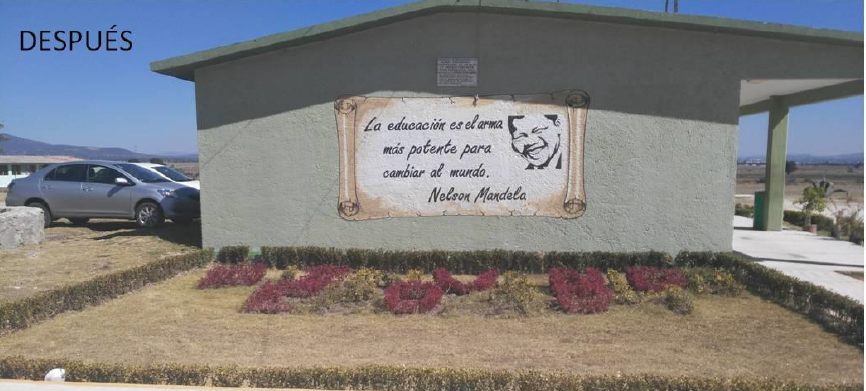 DESPUÉS
La educación es el arma
más potente para
cambiar al mundo.
Nelson Mandela